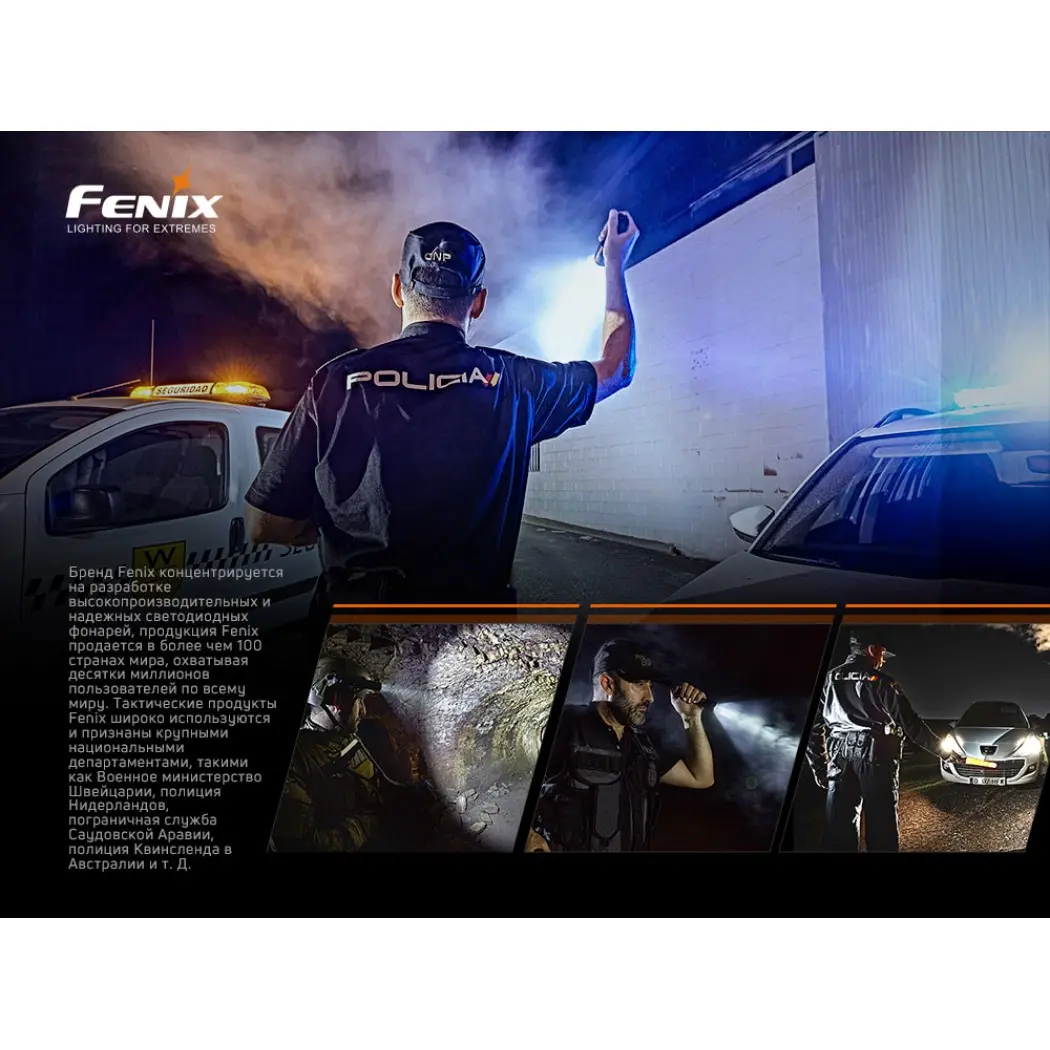 FENIX
LIGHTING FOR EXTREMES
CNP
POLICIA
SEGURIDAD
W
Бренд Fenix концентрируется
на разработке
высокопроизводительных и
надежных светодиодных
фонарей, продукция Fenix
продается в более чем 100
странах мира, охватывая
десятки миллионов
пользователей по всему
миру. Тактические продукты
Fenix широко используются
и признаны крупными
национальными
департаментами, такими
как Военное министерство
Швейцарии, полиция
Нидерландов,
пограничная служба
Саудовской Аравии,
полиция Квинсленда в
Австралии и т. Д.